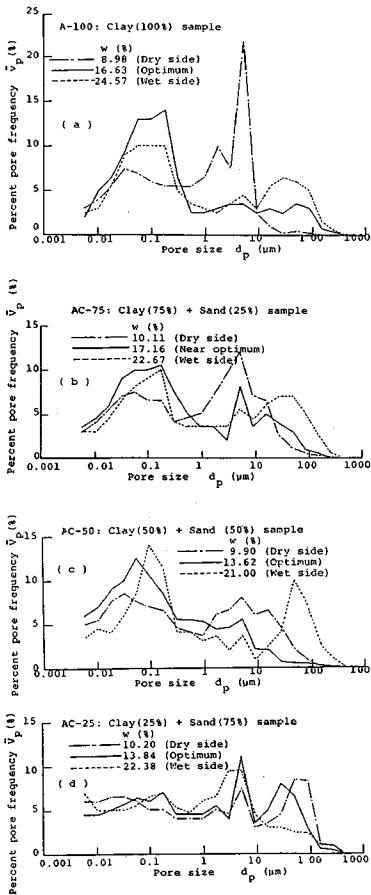 A-100: Clay(100%) sample
w (%)
8.98 (Dry side)
16.63 (Optimum)
24.57 (Wet side)
(a)
Percent pore frequency V̄p(%)
25
20
15
10
5
0
0.001 0.01 0.1 1 10 100 1000
Pore size dp (μm)
AC-75: Clay(75%) + Sand(25%) sample
w (%)
10.11 (Dry side)
17.16 (Near optimum)
22.67 (Wet side)
(b)
Percent pore frequency V̄p(%)
15
10
5
0.001 0.01 0.1 1 10 100 1000
Pore size dp (μm)
AC-50: Clay(50%) + Sand (50%) sample
w (%)
9.90 (Dry side)
13.62 (Optimum)
21.00 (Wet side)
(c)
Percent pore frequency V̄p(%)
15
10
5
0
0.001 0.01 0.1 1 10 100 1000
Pore size dp (μm)
AC-25: Clay(25%) + Sand(75%) sample
w (%)
10.20 (Dry side)
13.84 (Optimum)
22.38 (Wet side)
(d)
Percent pore frequency V̄p(%)
15
10
5
0
0.001 0.01 0.1 1 10 1 00 1000
Pore size dp (μm)